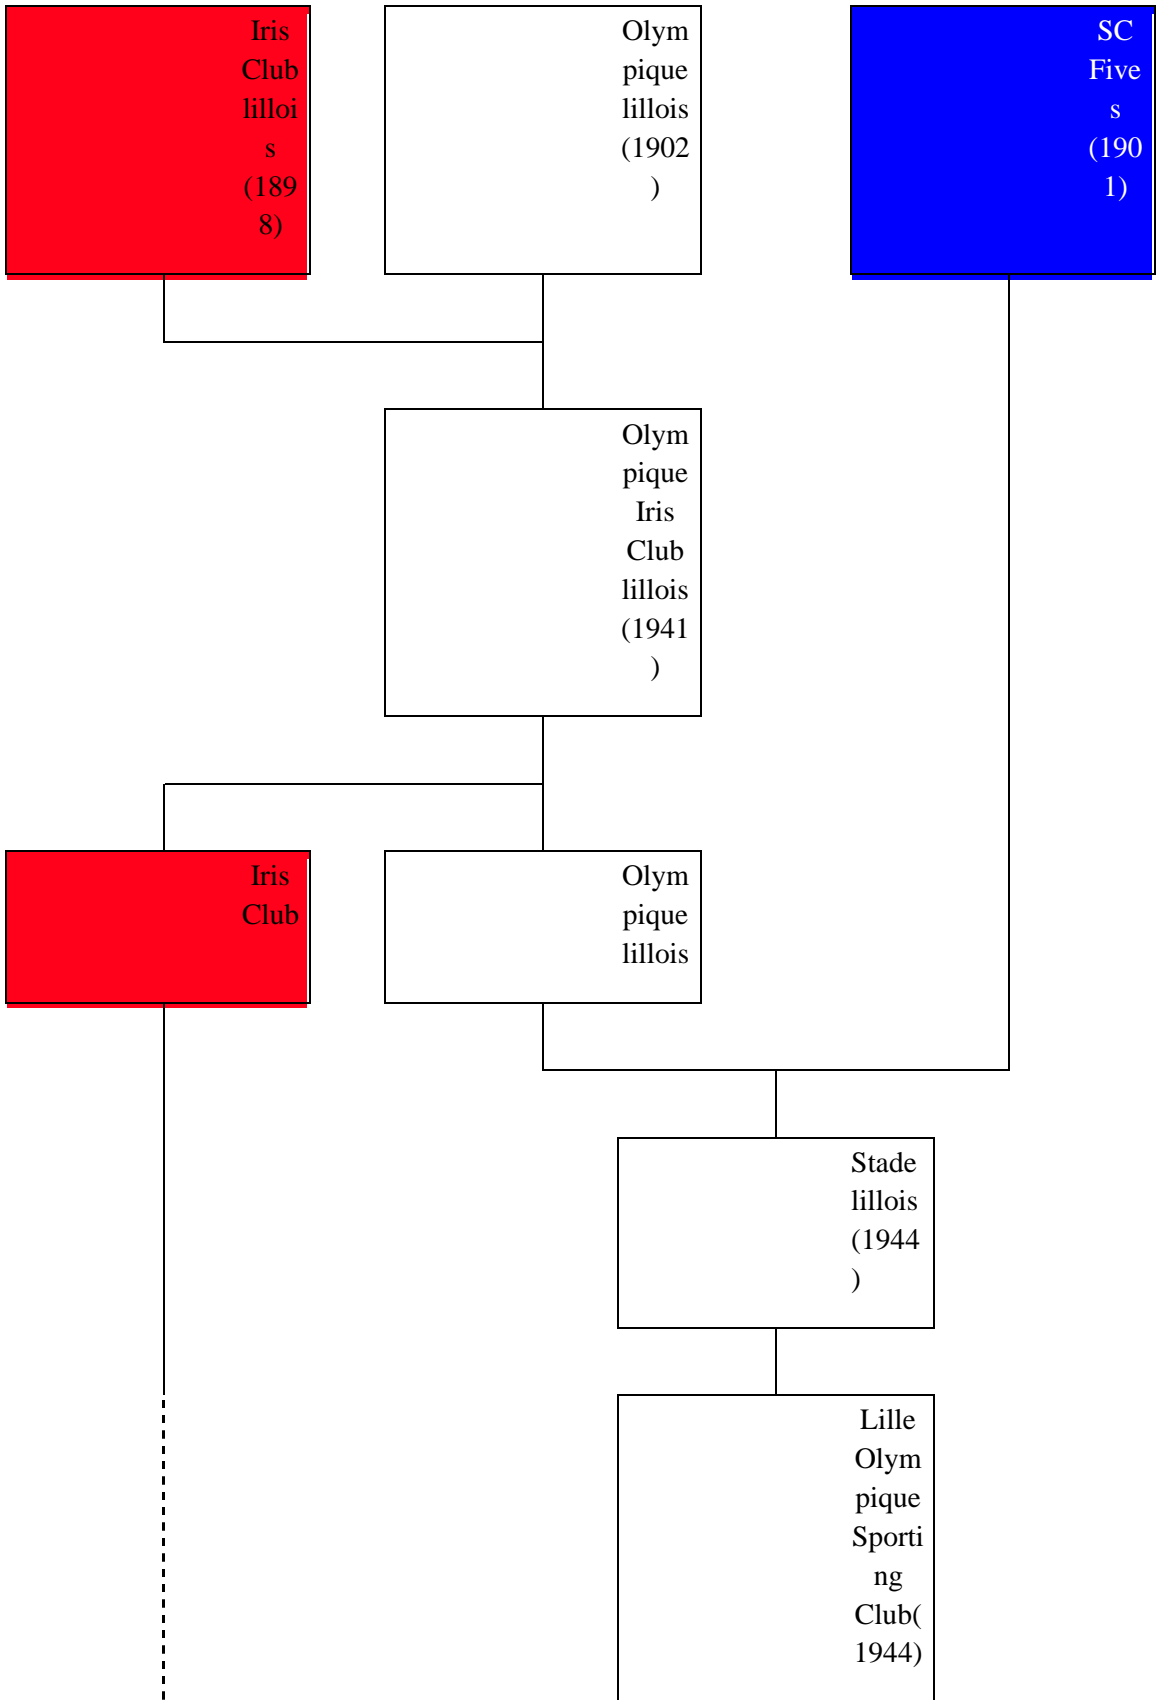 Iris
Club
lilloi
s
(189
8)
Olym
pique
lillois
(1902
)
SC
Five
s
(190
1)
Olym
pique
Iris
Club
lillois
(1941
)
Iris
Club
Olym
pique
lillois
Stade
lillois
(1944
)
Lille
Olym
pique
Sporti
ng
Club(
1944)